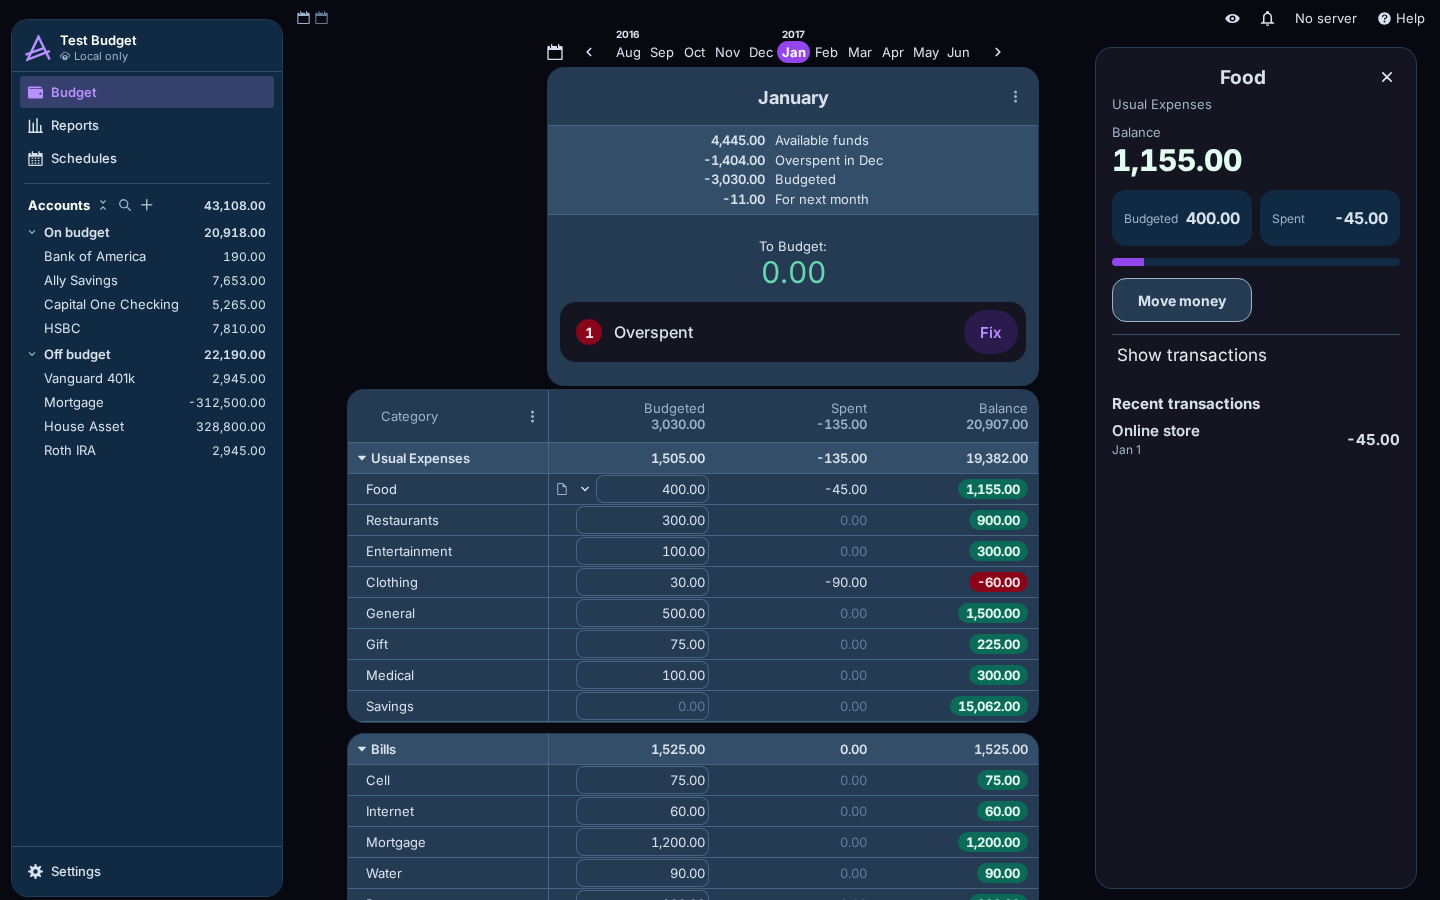 Test Budget
Local only
Budget
Reports
Schedules
Accounts 43,108.00
On budget 20,918.00
Bank of America 190.00
Ally Savings 7,653.00
Capital One Checking 5,265.00
HSBC 7,810.00
Off budget 22,190.00
Vanguard 401k 2,945.00
Mortgage -312,500.00
House Asset 328,800.00
Roth IRA 2,945.00
Settings
No server Help
2016 2017
Aug Sep Oct Nov Dec Jan Feb Mar Apr May Jun
January
4,445.00 Available funds
-1,404.00 Overspent in Dec
-3,030.00 Budgeted
-11.00 For next month
To Budget:
0.00
1 Overspent Fix
Category Budgeted Spent Balance
3,030.00 -135.00 20,907.00
Usual Expenses 1,505.00 -135.00 19,382.00
Food 400.00 -45.00 1,155.00
Restaurants 300.00 0.00 900.00
Entertainment 100.00 0.00 300.00
Clothing 30.00 -90.00 -60.00
General 500.00 0.00 1,500.00
Gift 75.00 0.00 225.00
Medical 100.00 0.00 300.00
Savings 0.00 0.00 15,062.00
Bills 1,525.00 0.00 1,525.00
Cell 75.00 0.00 75.00
Internet 60.00 0.00 60.00
Mortgage 1,200.00 0.00 1,200.00
Water 90.00 0.00 90.00
Food
Usual Expenses
Balance
1,155.00
Budgeted 400.00 Spent -45.00
Move money
Show transactions
Recent transactions
Online store
-45.00
Jan 1